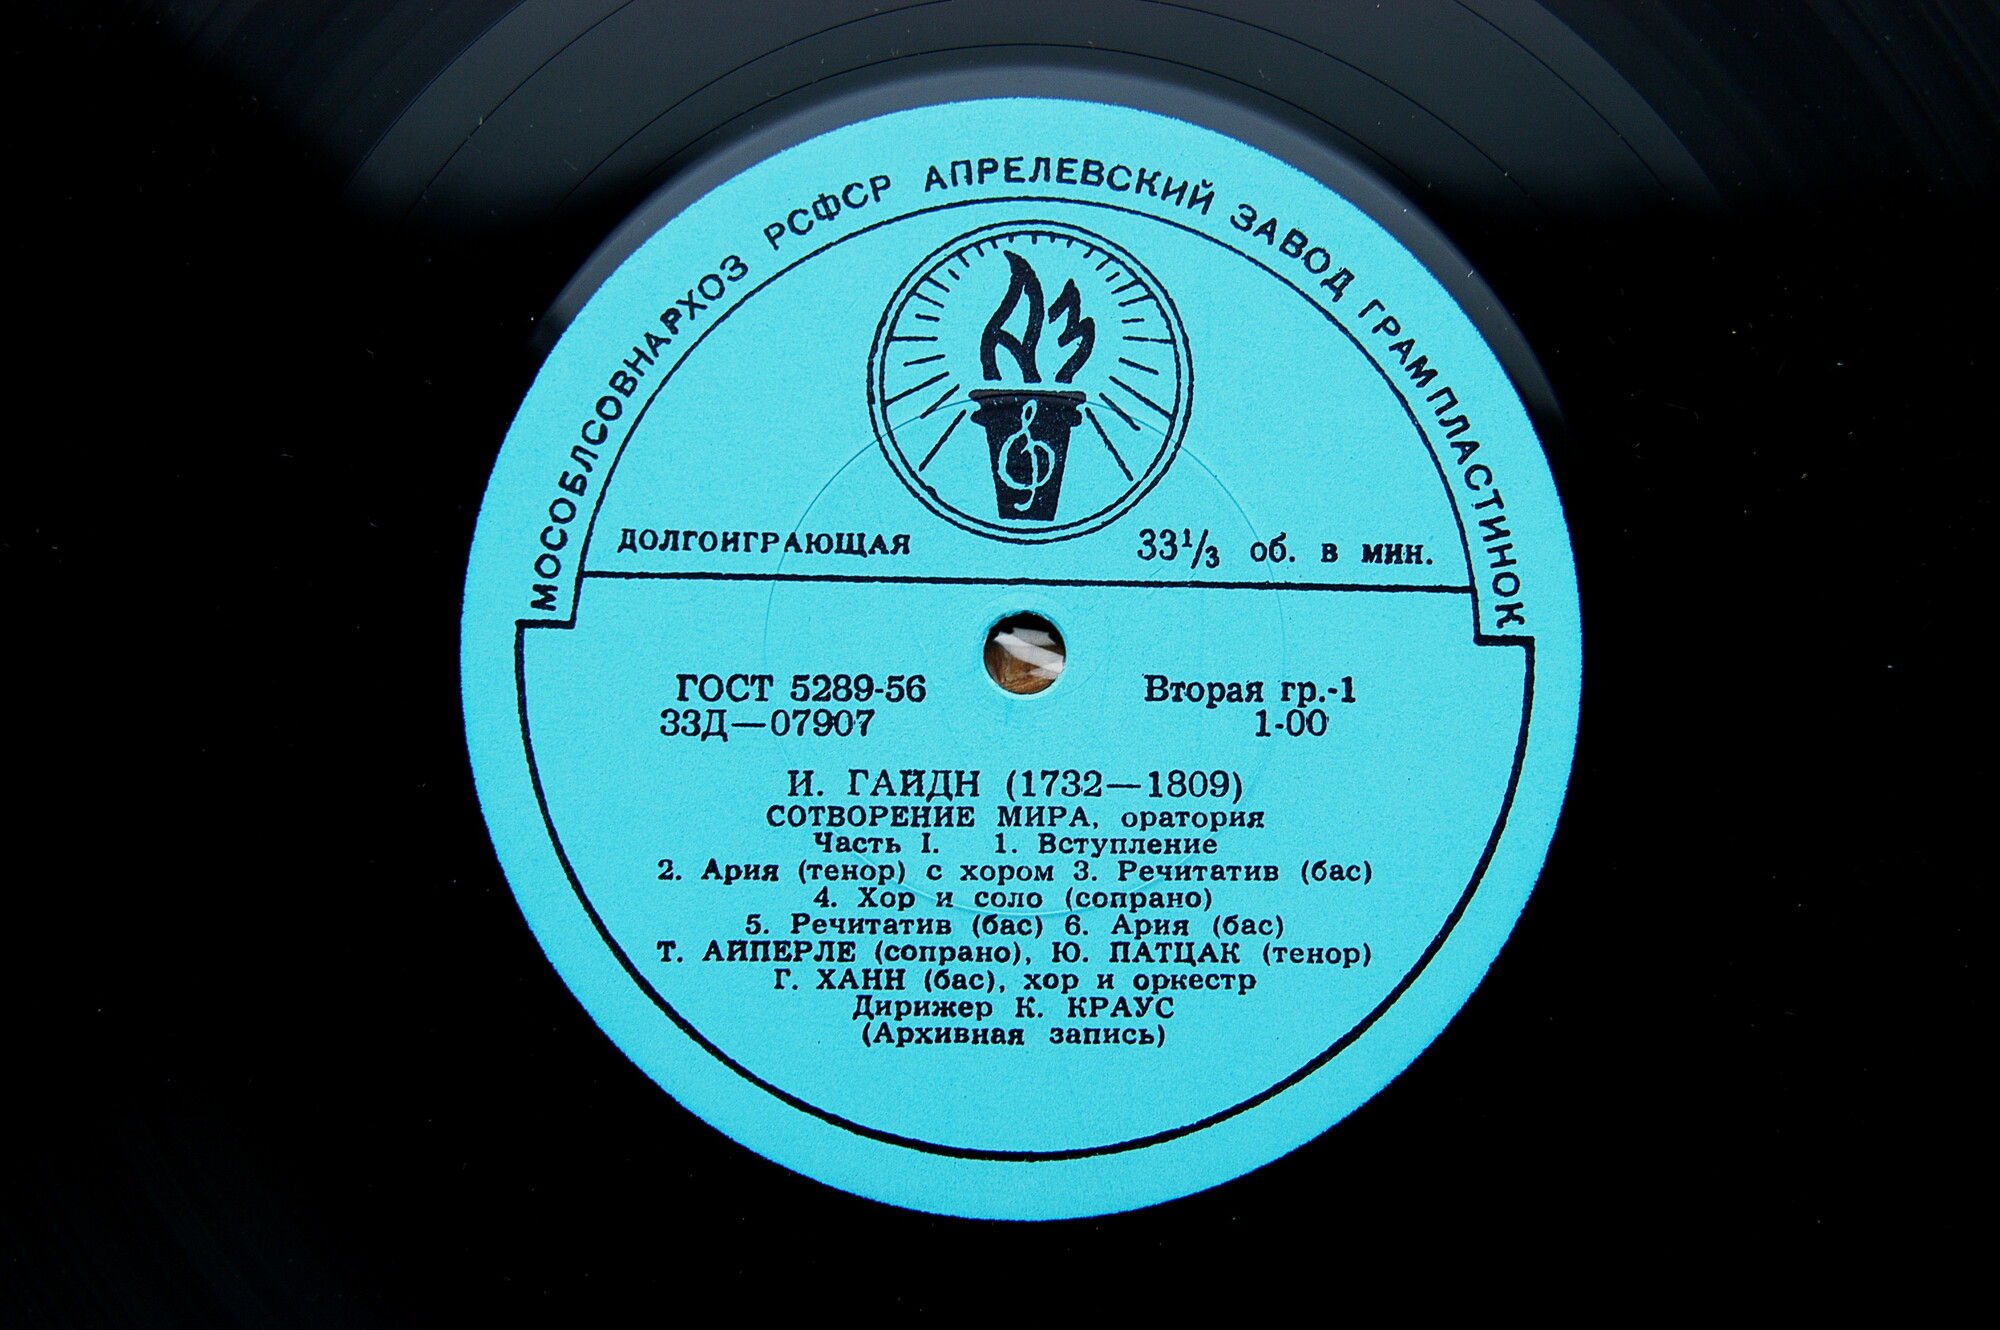 МОСОБЛСОВНАРХОЗ РСФСР АПРЕЛЕВСКИЙ ЗАВОД ГРАМПЛАСТИНОК
АЗ
ДОЛГОИГРАЮЩАЯ 33⅓ об. в мин.
ГОСТ 5289-56 Вторая гр.-1
33Д—07907 1-00
И. ГАЙДН (1732—1809)
СОТВОРЕНИЕ МИРА, оратория
Часть I. 1. Вступление
2. Ария (тенор) с хором 3. Речитатив (бас)
4. Хор и соло (сопрано)
5. Речитатив (бас) 6. Ария (бас)
Т. АЙПЕРЛЕ (сопрано), Ю. ПАТЦАК (тенор)
Г. ХАНН (бас), хор и оркестр
Дирижер К. КРАУС
(Архивная запись)